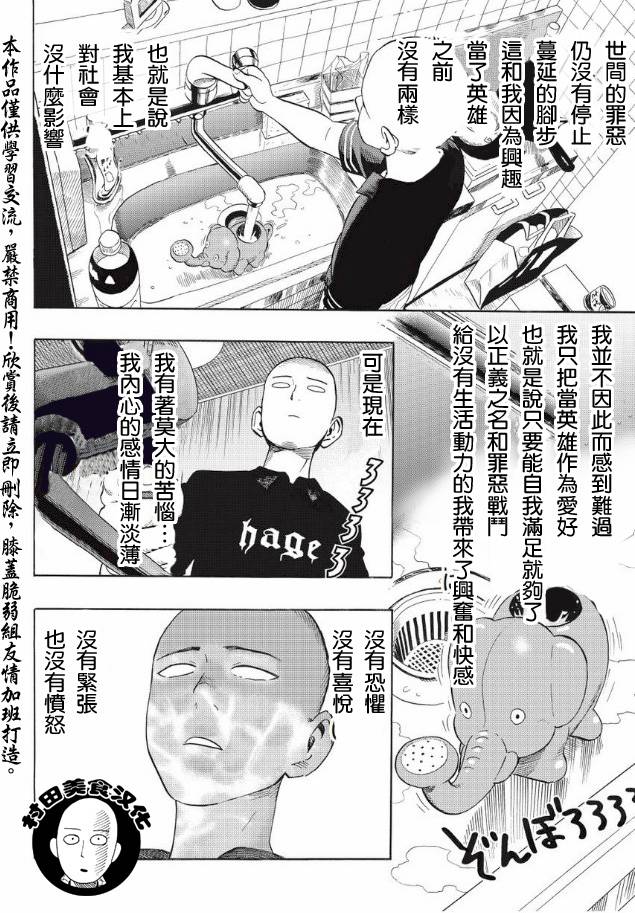 世間的罪惡
仍沒有停止
蔓延的腳步
這和我因為興趣
當了英雄
之前
沒有兩樣
也就是說
我基本上
對社會
沒什麼影響
我並不因此而感到難過
我只把當英雄作為愛好
也就是說只要能自我滿足就夠了
以正義之名和罪惡戰鬥
給沒有生活動力的我帶來了興奮和快感
ぞんぼろろろろ
可是現在
我有著莫大的苦惱…
我內心的感情日漸淡薄
ろろろろろ
hage
沒有恐懼
沒有喜悅
沒有緊張
也沒有憤怒
村田美食汉化
本作品僅供學習交流，嚴禁商用！欣賞後請立即刪除，膝蓋脆弱組友情加班打造。